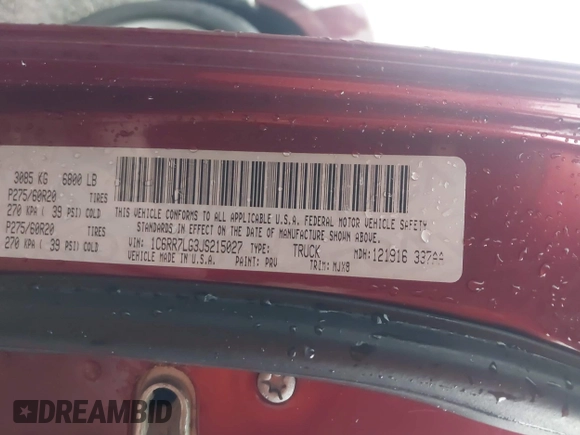 3085 KG 6800 LB
P275/60R20 TIRES
270 KPA ( 39 PSI) COLD
P275/60R20 TIRES
270 KPA ( 39 PSI) COLD
THIS VEHICLE CONFORMS TO ALL APPLICABLE U.S.A. FEDERAL MOTOR VEHICLE SAFETY
STANDARDS IN EFFECT ON THE DATE OF MANUFACTURE SHOWN ABOVE.
VIN: 1C6RR7LG3JS215027 TYPE: TRUCK MDH: 121916 337AA
VEHICLE MADE IN U.S.A. PAINT: PRV TRIM: MJX8
DREAMBID